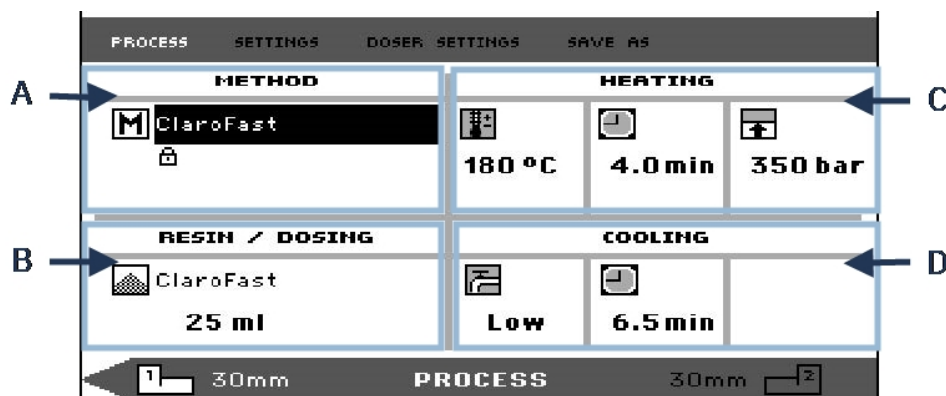 PROCESS SETTINGS DOSER SETTINGS SAVE AS
A METHOD HEATING C
M ClaroFast
180 ºC 4.0 min 350 bar
B RESIN / DOSING COOLING D
ClaroFast
25 ml Low 6.5 min
1 30mm PROCESS 30mm 2